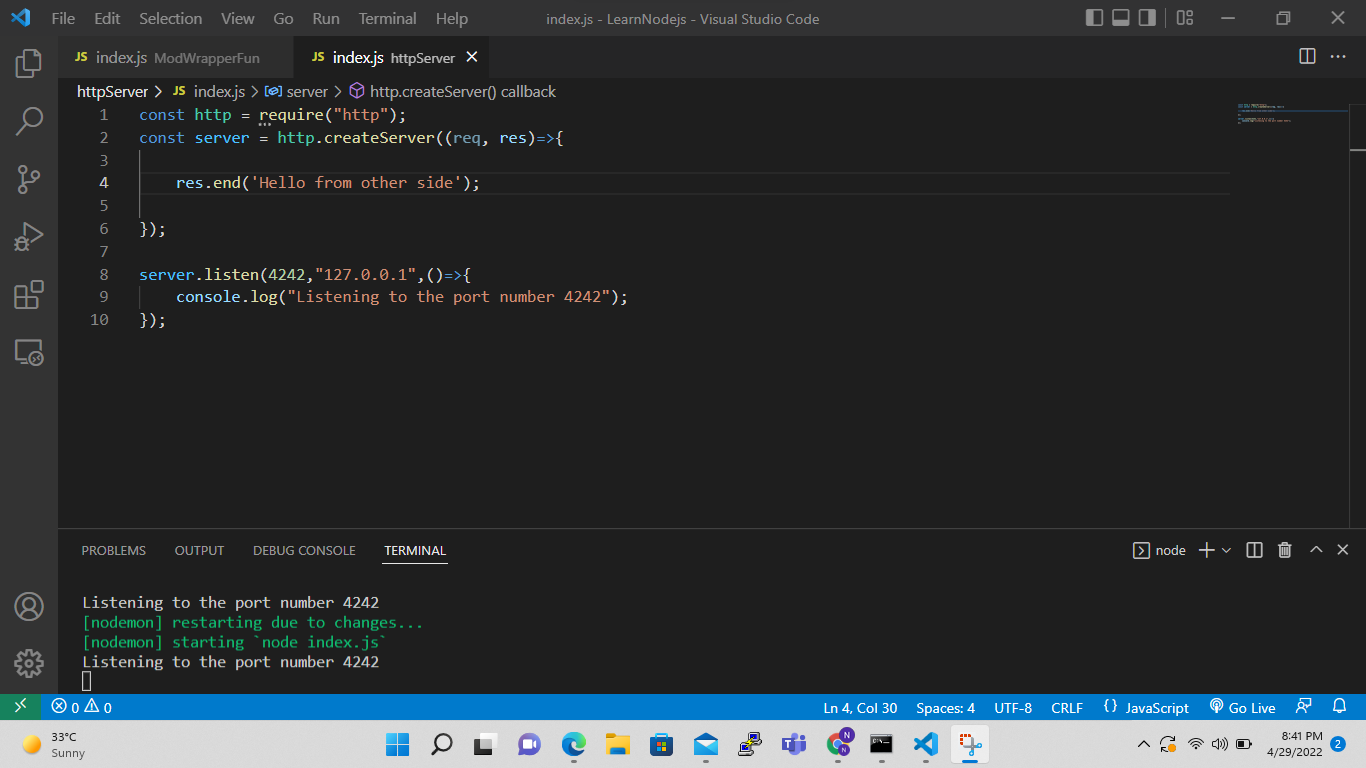 File Edit Selection View Go Run Terminal Help index.js - LearnNodejs - Visual Studio Code
JS index.js ModWrapperFun JS index.js httpServer
httpServer > JS index.js > server > http.createServer() callback
1 const http = require("http");
2 const server = http.createServer((req, res)=>{
3
4 res.end('Hello from other side');
5
6 });
7
8 server.listen(4242,"127.0.0.1",()=>{
9 console.log("Listening to the port number 4242");
10 });
PROBLEMS OUTPUT DEBUG CONSOLE TERMINAL node
Listening to the port number 4242
[nodemon] restarting due to changes...
[nodemon] starting `node index.js`
Listening to the port number 4242
0 0 Ln 4, Col 30 Spaces: 4 UTF-8 CRLF {} JavaScript Go Live
33°C
Sunny
N
N
8:41 PM
4/29/2022
2